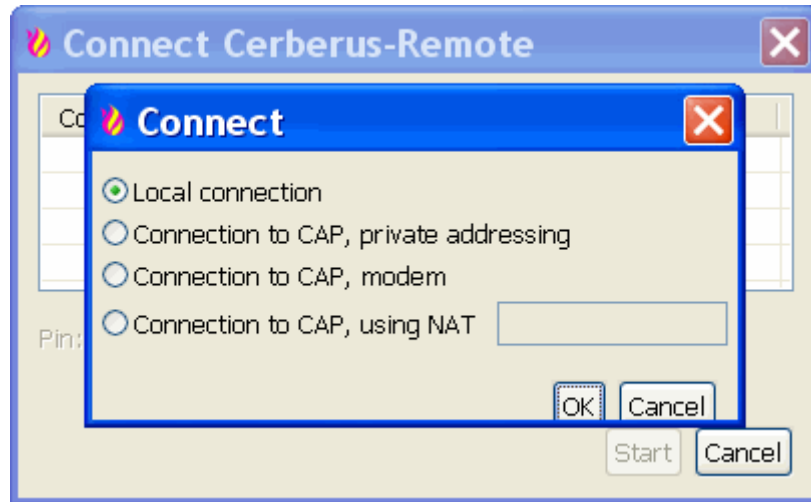 Connect Cerberus-Remote
Connect
Local connection
Connection to CAP, private addressing
Connection to CAP, modem
Connection to CAP, using NAT
Pin:
OK Cancel
Start Cancel